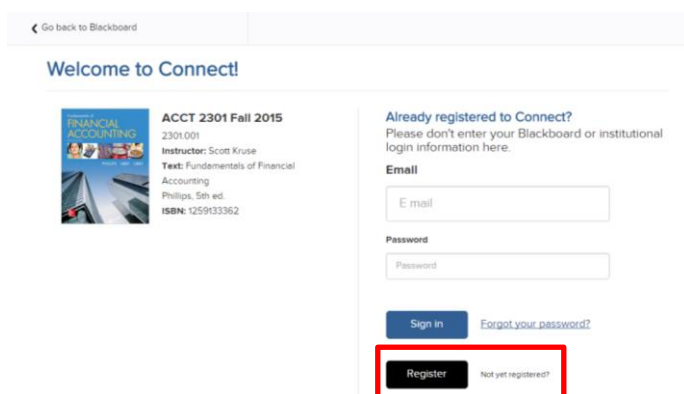 Go back to Blackboard
Welcome to Connect!
FINANCIAL
ACCOUNTING
ACCT 2301 Fall 2015
2301.001
Instructor: Scott Kruse
Text: Fundamentals of Financial
Accounting
Phillips, 5th ed.
ISBN: 1259133362
Already registered to Connect?
Please don't enter your Blackboard or institutional
login information here.
Email
E mail
Password
Password
Sign in Forgot your password?
Register Not yet registered?